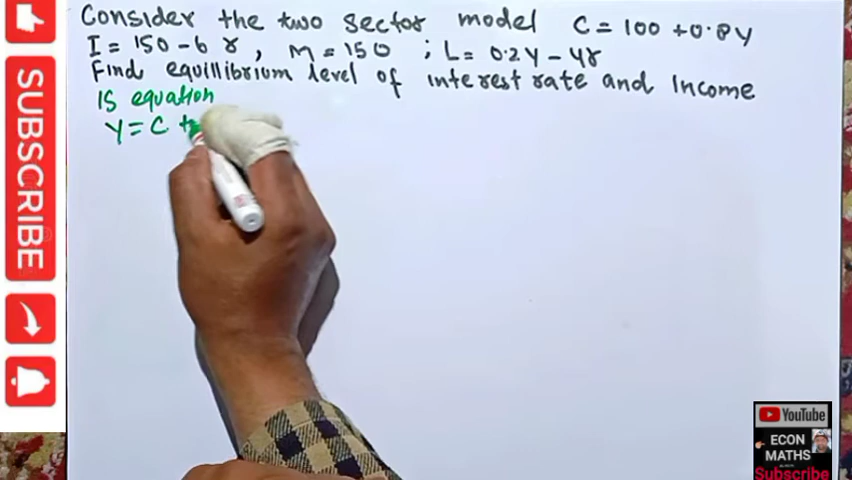 Consider the two sector model C = 100 + 0.8Y
I = 150 - 6r, M = 150 ; L = 0.2Y - 4r
Find equillibrium level of interest rate and Income
IS equation
Y = C +
SUBSCRIBE
YouTube
ECON
MATHS
Subscribe